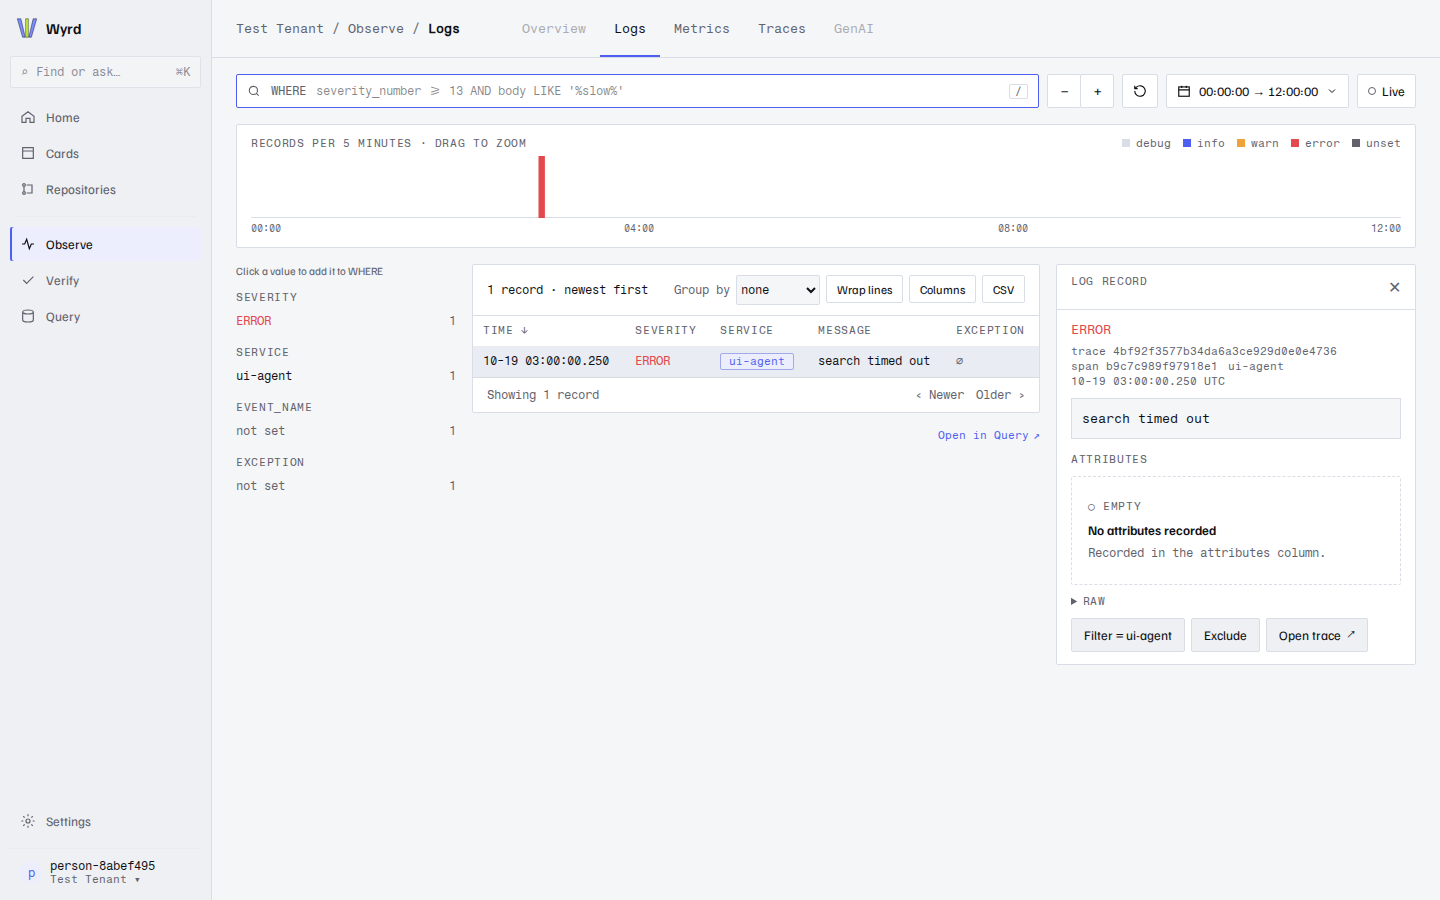 Wyrd
Find or ask… ⌘K
Home
Cards
Repositories
Observe
Verify
Query
Settings
p person-8abef495
Test Tenant ▾
Test Tenant / Observe / Logs
Overview Logs Metrics Traces GenAI
WHERE severity_number ≥ 13 AND body LIKE '%slow%' /
− +
00:00:00 → 12:00:00
Live
RECORDS PER 5 MINUTES · DRAG TO ZOOM
debug info warn error unset
00:00 04:00 08:00 12:00
Click a value to add it to WHERE
SEVERITY
ERROR 1
SERVICE
ui-agent 1
EVENT_NAME
not set 1
EXCEPTION
not set 1
1 record · newest first Group by none Wrap lines Columns CSV
TIME ↓ SEVERITY SERVICE MESSAGE EXCEPTION
10-19 03:00:00.250 ERROR ui-agent search timed out ∅
Showing 1 record ‹ Newer Older ›
Open in Query ↗
LOG RECORD ✕
ERROR
trace 4bf92f3577b34da6a3ce929d0e0e4736
span b9c7c989f97918e1 ui-agent
10-19 03:00:00.250 UTC
search timed out
ATTRIBUTES
○ EMPTY
No attributes recorded
Recorded in the attributes column.
▶ RAW
Filter = ui-agent Exclude Open trace ↗